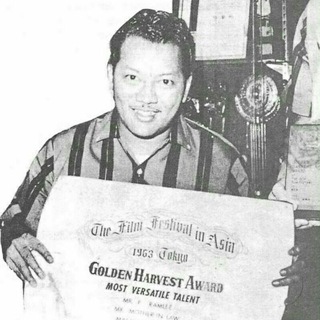 The Film Festival in Asia
1963 Tokyo
GOLDEN HARVEST AWARD
MOST VERSATILE TALENT
MR. P. RAMLEE
MR. MOTHER-IN-LAW